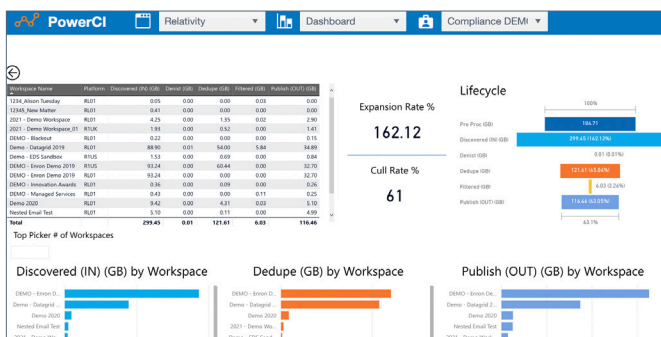 PowerCI Relativity Dashboard Compliance DEM
Workspace Name Platform Discovered (IN) (GB) Denist (GB) Dedupe (GB) Filtered (GB) Publish (OUT) (GB)
1234_Alison Tuesday RL01 0.05 0.00 0.00 0.03 0.00
12345_New Matter RL01 0.41 0.00 0.00 0.00 0.00
2021 - Demo Workspace RL01 4.25 0.00 1.35 0.02 2.90
2021 - Demo Workspace_01 R1UK 1.93 0.00 0.52 0.00 1.41
DEMO - Blackout RL01 0.22 0.00 0.00 0.00 0.15
Demo - Datagrid 2019 RL01 88.90 0.01 54.00 5.84 34.89
Demo - EDS Sandbox R1US 1.53 0.00 0.69 0.00 0.84
DEMO - Enron Demo 2019 R1US 93.24 0.00 60.44 0.00 32.70
DEMO - Enron Demo 2019 RL01 93.24 0.00 0.00 0.00 32.70
DEMO - Innovation Awards RL01 0.36 0.00 0.09 0.00 0.26
DEMO - Managed Services RL01 0.43 0.00 0.00 0.11 0.25
Demo 2020 RL01 9.42 0.00 4.31 0.03 5.10
Nested Email Test RL01 5.10 0.00 0.11 0.00 4.99
Total 299.45 0.01 121.61 6.03 116.46
Expansion Rate %
162.12
Cull Rate %
61
Lifecycle
100%
Pre Proc (GB) 184.71
Discovered (IN) (GB) 299.45 (162.12%)
Denist (GB) 0.01 (0.01%)
Dedupe (GB) 121.61 (65.84%)
Filtered (GB) 6.03 (3.26%)
Publish (OUT) (GB) 116.46 (63.05%)
63.1%
Top Picker # of Workspaces
Discovered (IN) (GB) by Workspace
DEMO - Enron D...
Demo - Datagrid ...
Demo 2020
Nested Email Test
2021 - Demo Wo...
Dedupe (GB) by Workspace
DEMO - Enron D...
Demo - Datagrid ...
Demo 2020
2021 - Demo Wo...
Demo - EDS Sand...
Publish (OUT) (GB) by Workspace
DEMO - Enron De...
Demo - Datagrid 2...
Demo 2020
Nested Email Test
2021 - Demo Work...